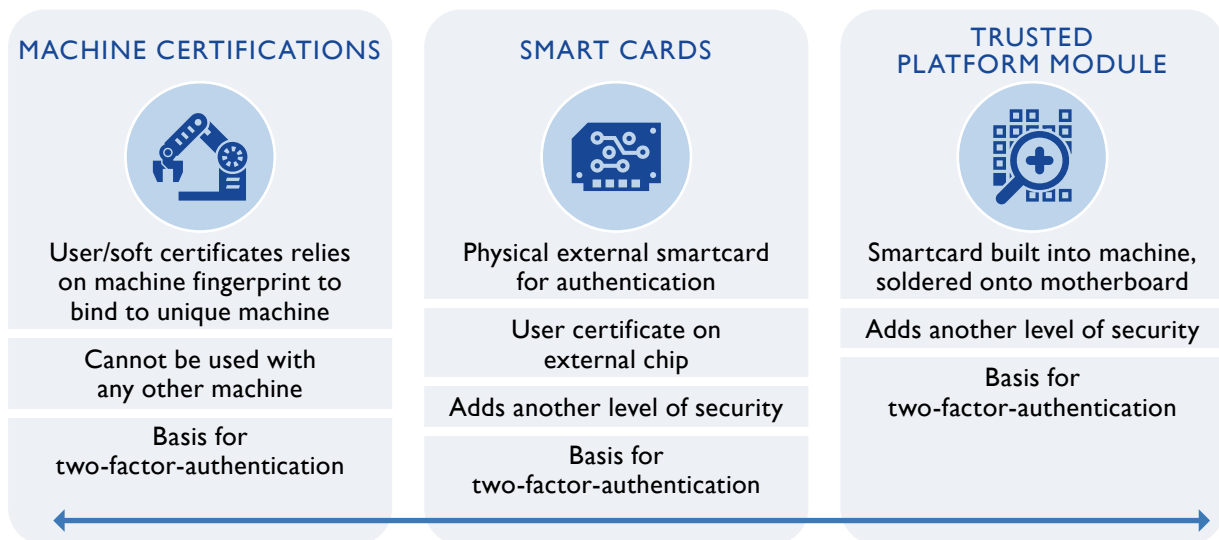 MACHINE CERTIFICATIONS
User/soft certificates relies
on machine fingerprint to
bind to unique machine
Cannot be used with
any other machine
Basis for
two-factor-authentication
SMART CARDS
Physical external smartcard
for authentication
User certificate on
external chip
Adds another level of security
Basis for
two-factor-authentication
TRUSTED
PLATFORM MODULE
Smartcard built into machine,
soldered onto motherboard
Adds another level of security
Basis for
two-factor-authentication